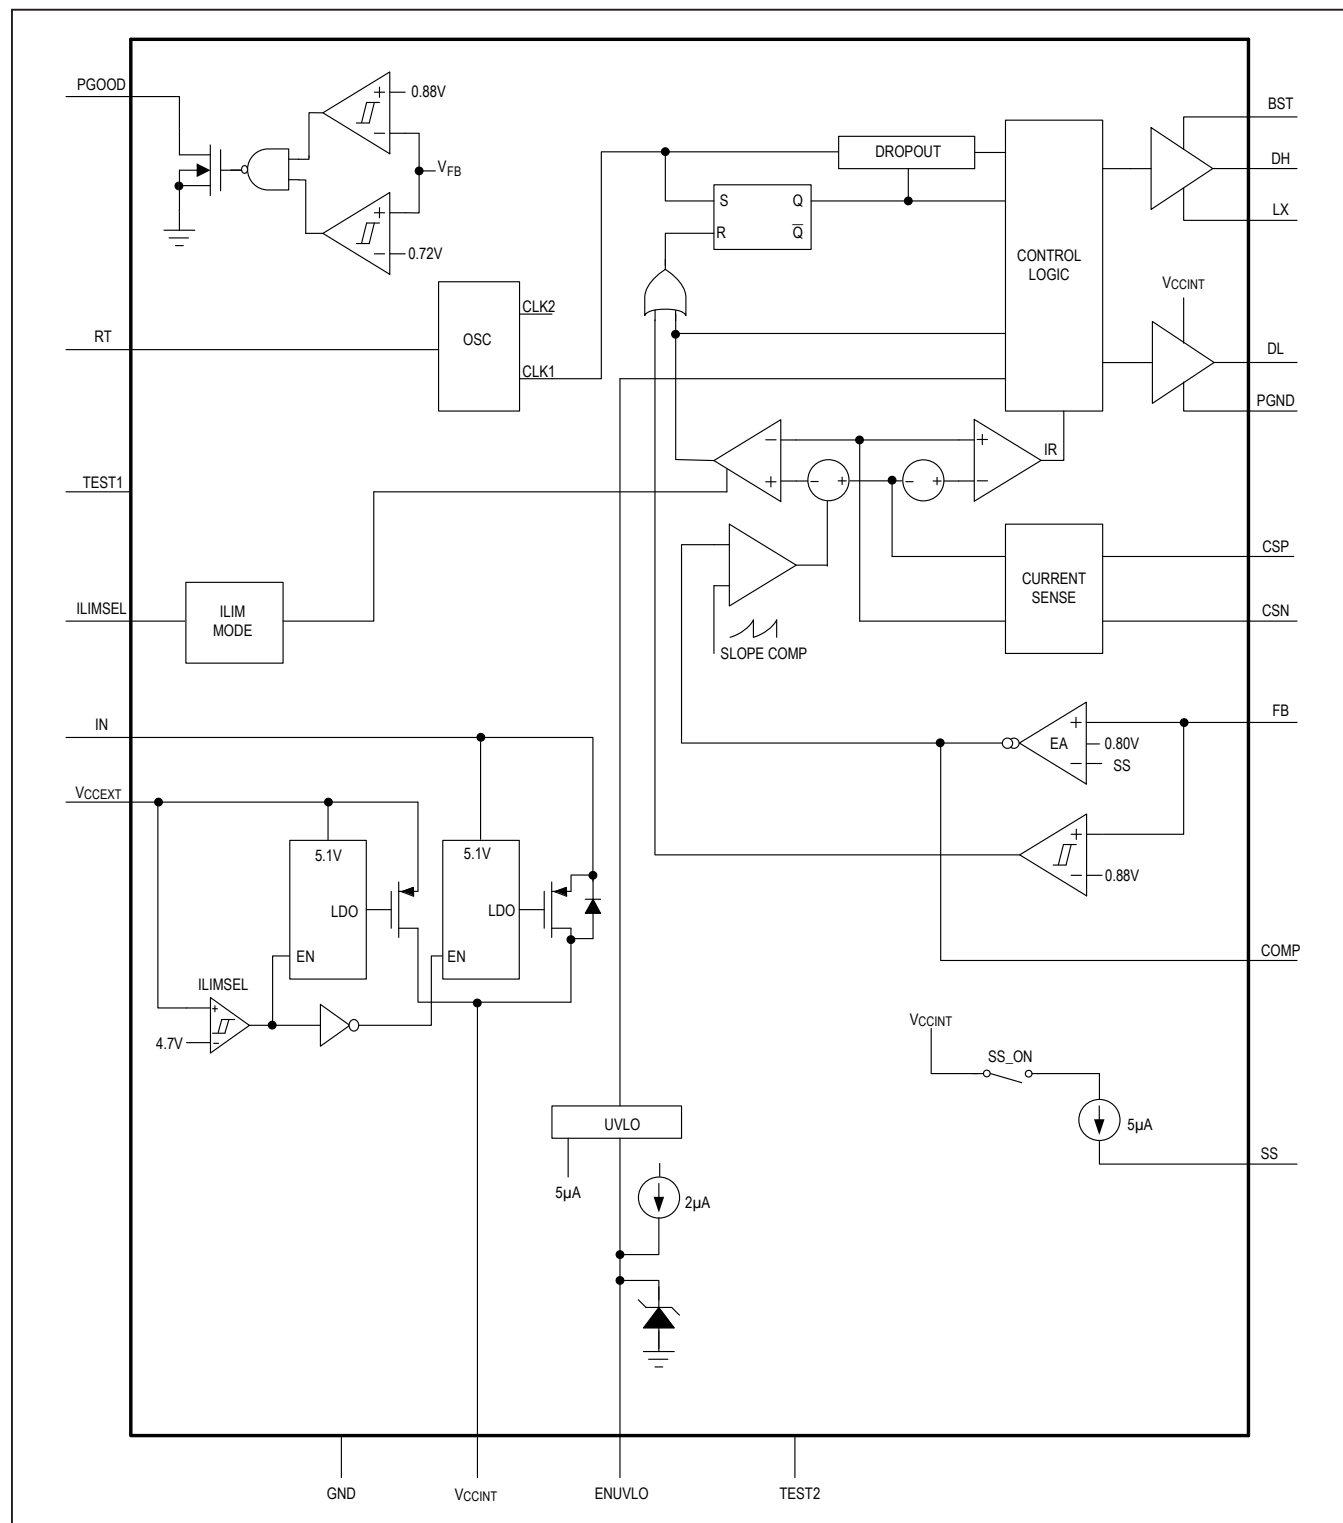 PGOOD
+
0.88V
−
VFB
+
−
0.72V
DROPOUT
S
Q
R
Q
CONTROL
LOGIC
BST
DH
LX
VCCINT
DL
PGND
RT
OSC
CLK2
CLK1
−
+
IR
+
−
−
+
−
+
TEST1
ILIMSEL
ILIM
MODE
SLOPE COMP
CURRENT
SENSE
CSP
CSN
IN
FB
+
EA
0.80V
−
SS
VCCEXT
5.1V
LDO
EN
5.1V
LDO
EN
+
−
0.88V
ILIMSEL
+
4.7V
−
COMP
VCCINT
SS_ON
5µA
SS
UVLO
5µA
2µA
GND
VCCINT
ENUVLO
TEST2